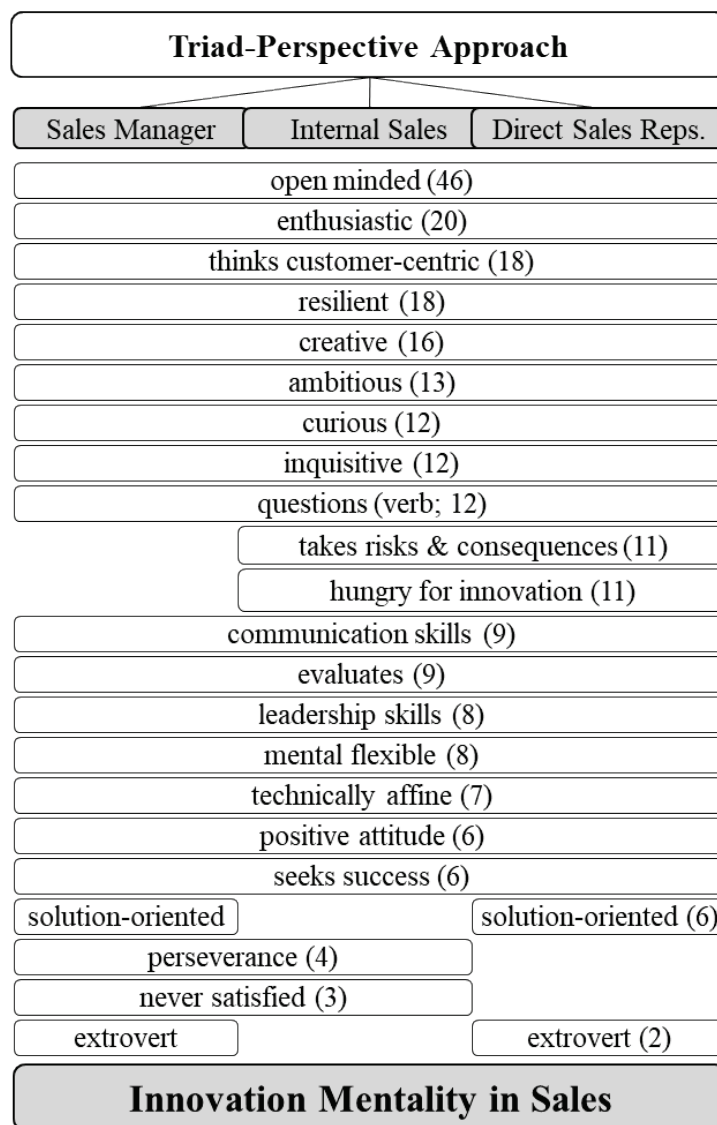 Triad-Perspective Approach
Sales Manager Internal Sales Direct Sales Reps.
open minded (46)
enthusiastic (20)
thinks customer-centric (18)
resilient (18)
creative (16)
ambitious (13)
curious (12)
inquisitive (12)
questions (verb; 12)
takes risks & consequences (11)
hungry for innovation (11)
communication skills (9)
evaluates (9)
leadership skills (8)
mental flexible (8)
technically affine (7)
positive attitude (6)
seeks success (6)
solution-oriented solution-oriented (6)
perseverance (4)
never satisfied (3)
extrovert extrovert (2)
Innovation Mentality in Sales